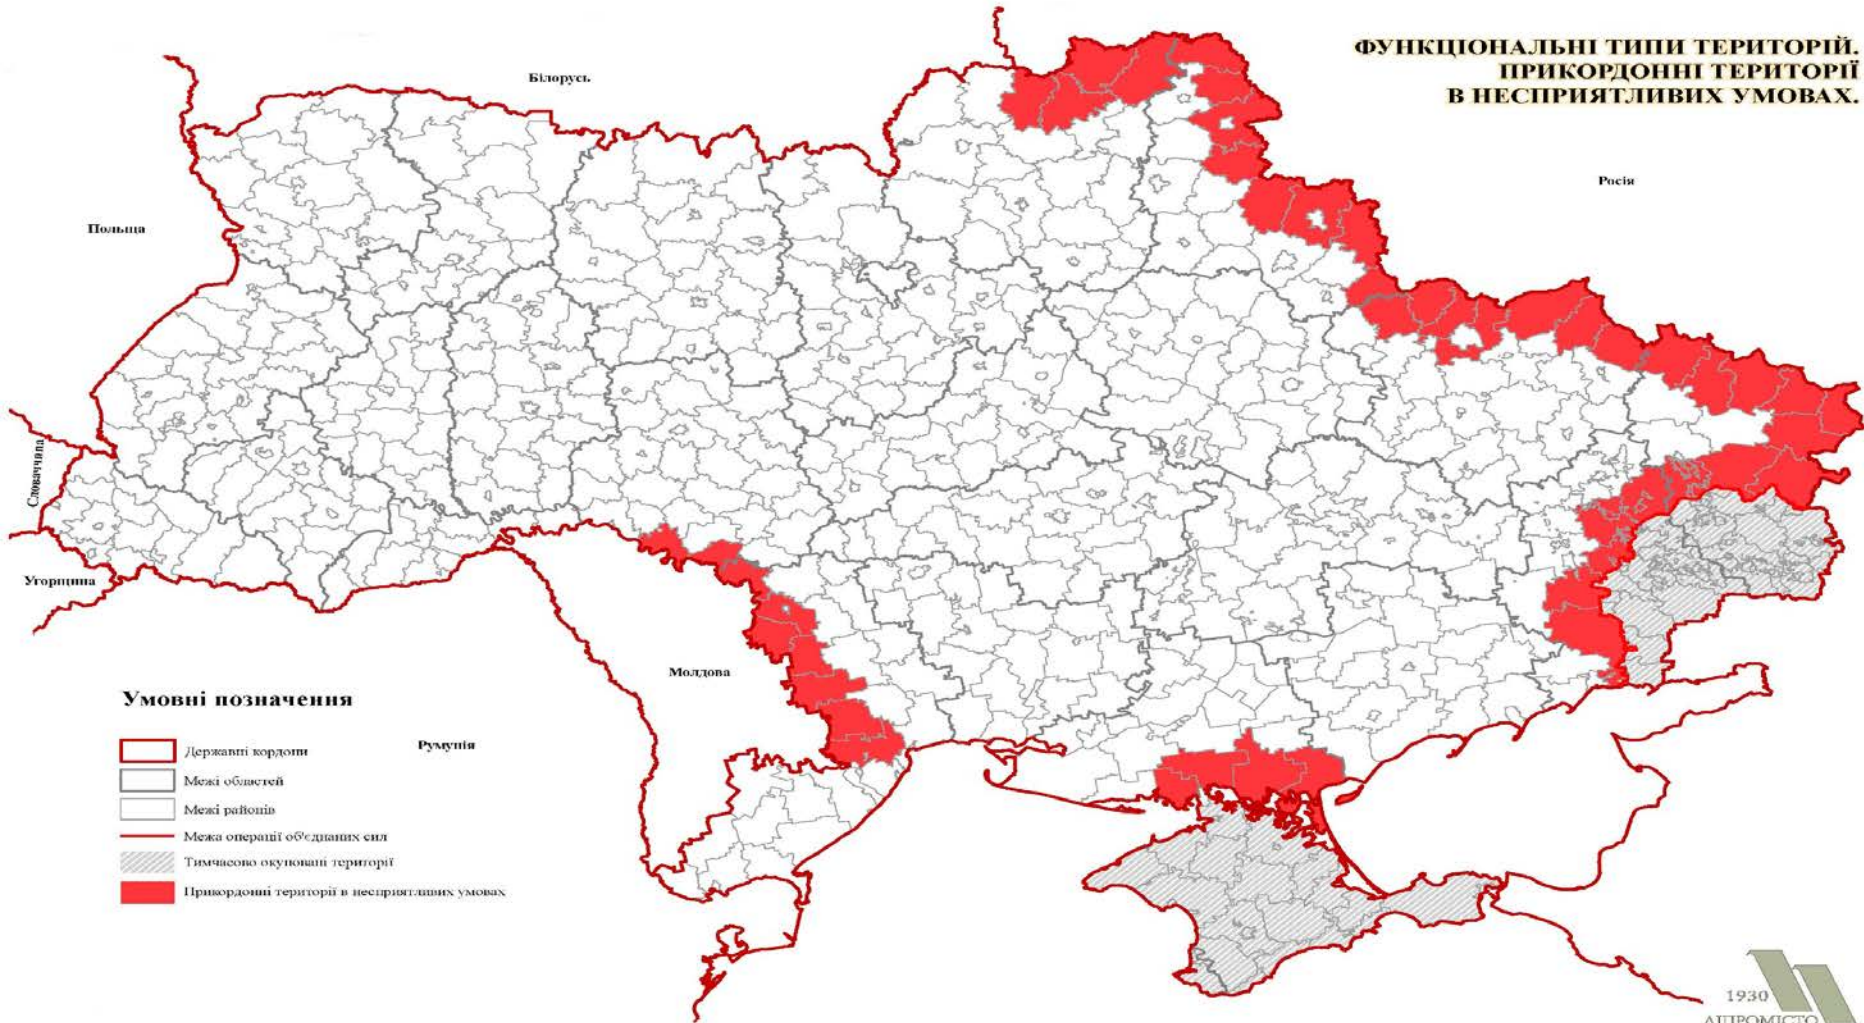 ФУНКЦІОНАЛЬНІ ТИПИ ТЕРИТОРІЙ.
ПРИКОРДОННІ ТЕРИТОРІЇ
В НЕСПРИЯТЛИВИХ УМОВАХ.
Білорусь
Росія
Польща
Словаччина
Угорщина
Молдова
Румунія
Умовні позначення
Державні кордони
Межі областей
Межі районів
Межа операції об'єднаних сил
Тимчасово окуповані території
Прикордонні території в несприятливих умовах
1930